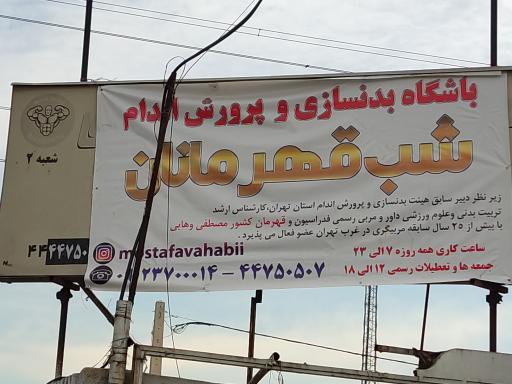 باشگاه بدنسازی و پرورش اندام
شب قهرمانان
زیر نظر دبیر سابق هیئت بدنسازی و پرورش اندام استان تهران،کارشناس ارشد
تربیت بدنی وعلوم ورزشی داور و مربی رسمی فدراسیون و قهرمان کشور مصطفی وهابی
با بیش از ۲۵ سال سابقه مربیگری در غرب تهران عضو فعال می پذیرد.
ساعت کاری همه روزه ۷ الی ۲۳
جمعه ها و تعطیلات رسمی ۱۲ الی ۱۸
mostafavahabii
۴۴۷۵۰۵۰۷ -
شعبه ۲